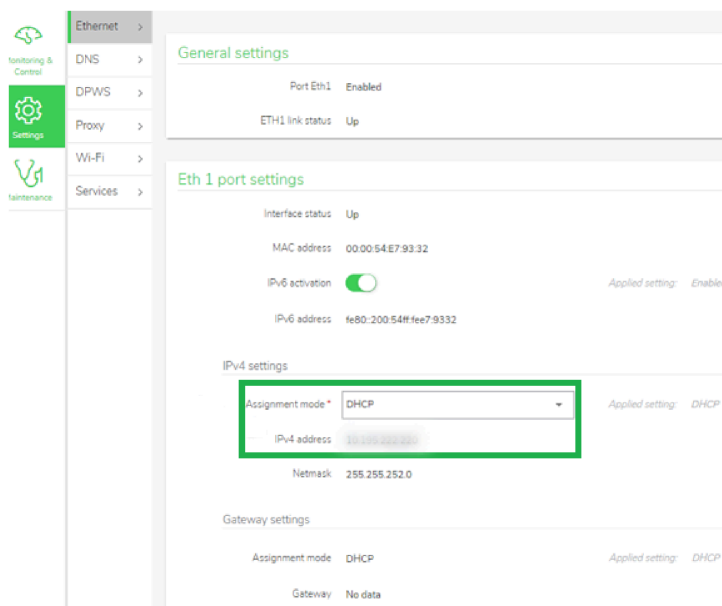 Monitoring &
Control
Settings
Maintenance
Ethernet
DNS
DPWS
Proxy
Wi-Fi
Services
General settings
Port Eth1 Enabled
ETH1 link status Up
Eth 1 port settings
Interface status Up
MAC address 00:00:54:E7:93:32
IPv6 activation Applied setting: Enable
IPv6 address fe80::200:54ff:fee7:9332
IPv4 settings
Assignment mode * DHCP Applied setting: DHCP
IPv4 address
Netmask 255.255.252.0
Gateway settings
Assignment mode DHCP Applied setting: DHCP
Gateway No data